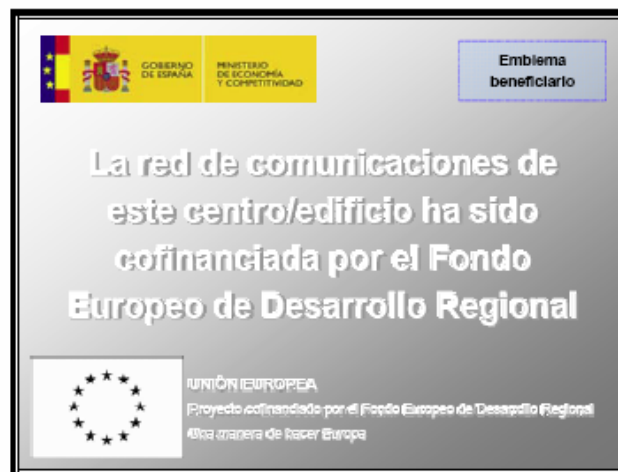 GOBIERNO
DE ESPAÑA
MINISTERIO
DE ECONOMÍA
Y COMPETITIVIDAD
Emblema
beneficiario
La red de comunicaciones de
este centro/edificio ha sido
cofinanciada por el Fondo
Europeo de Desarrollo Regional
UNIÓN EUROPEA
Proyecto cofinanciado por el Fondo Europeo de Desarrollo Regional
Una manera de hacer Europa